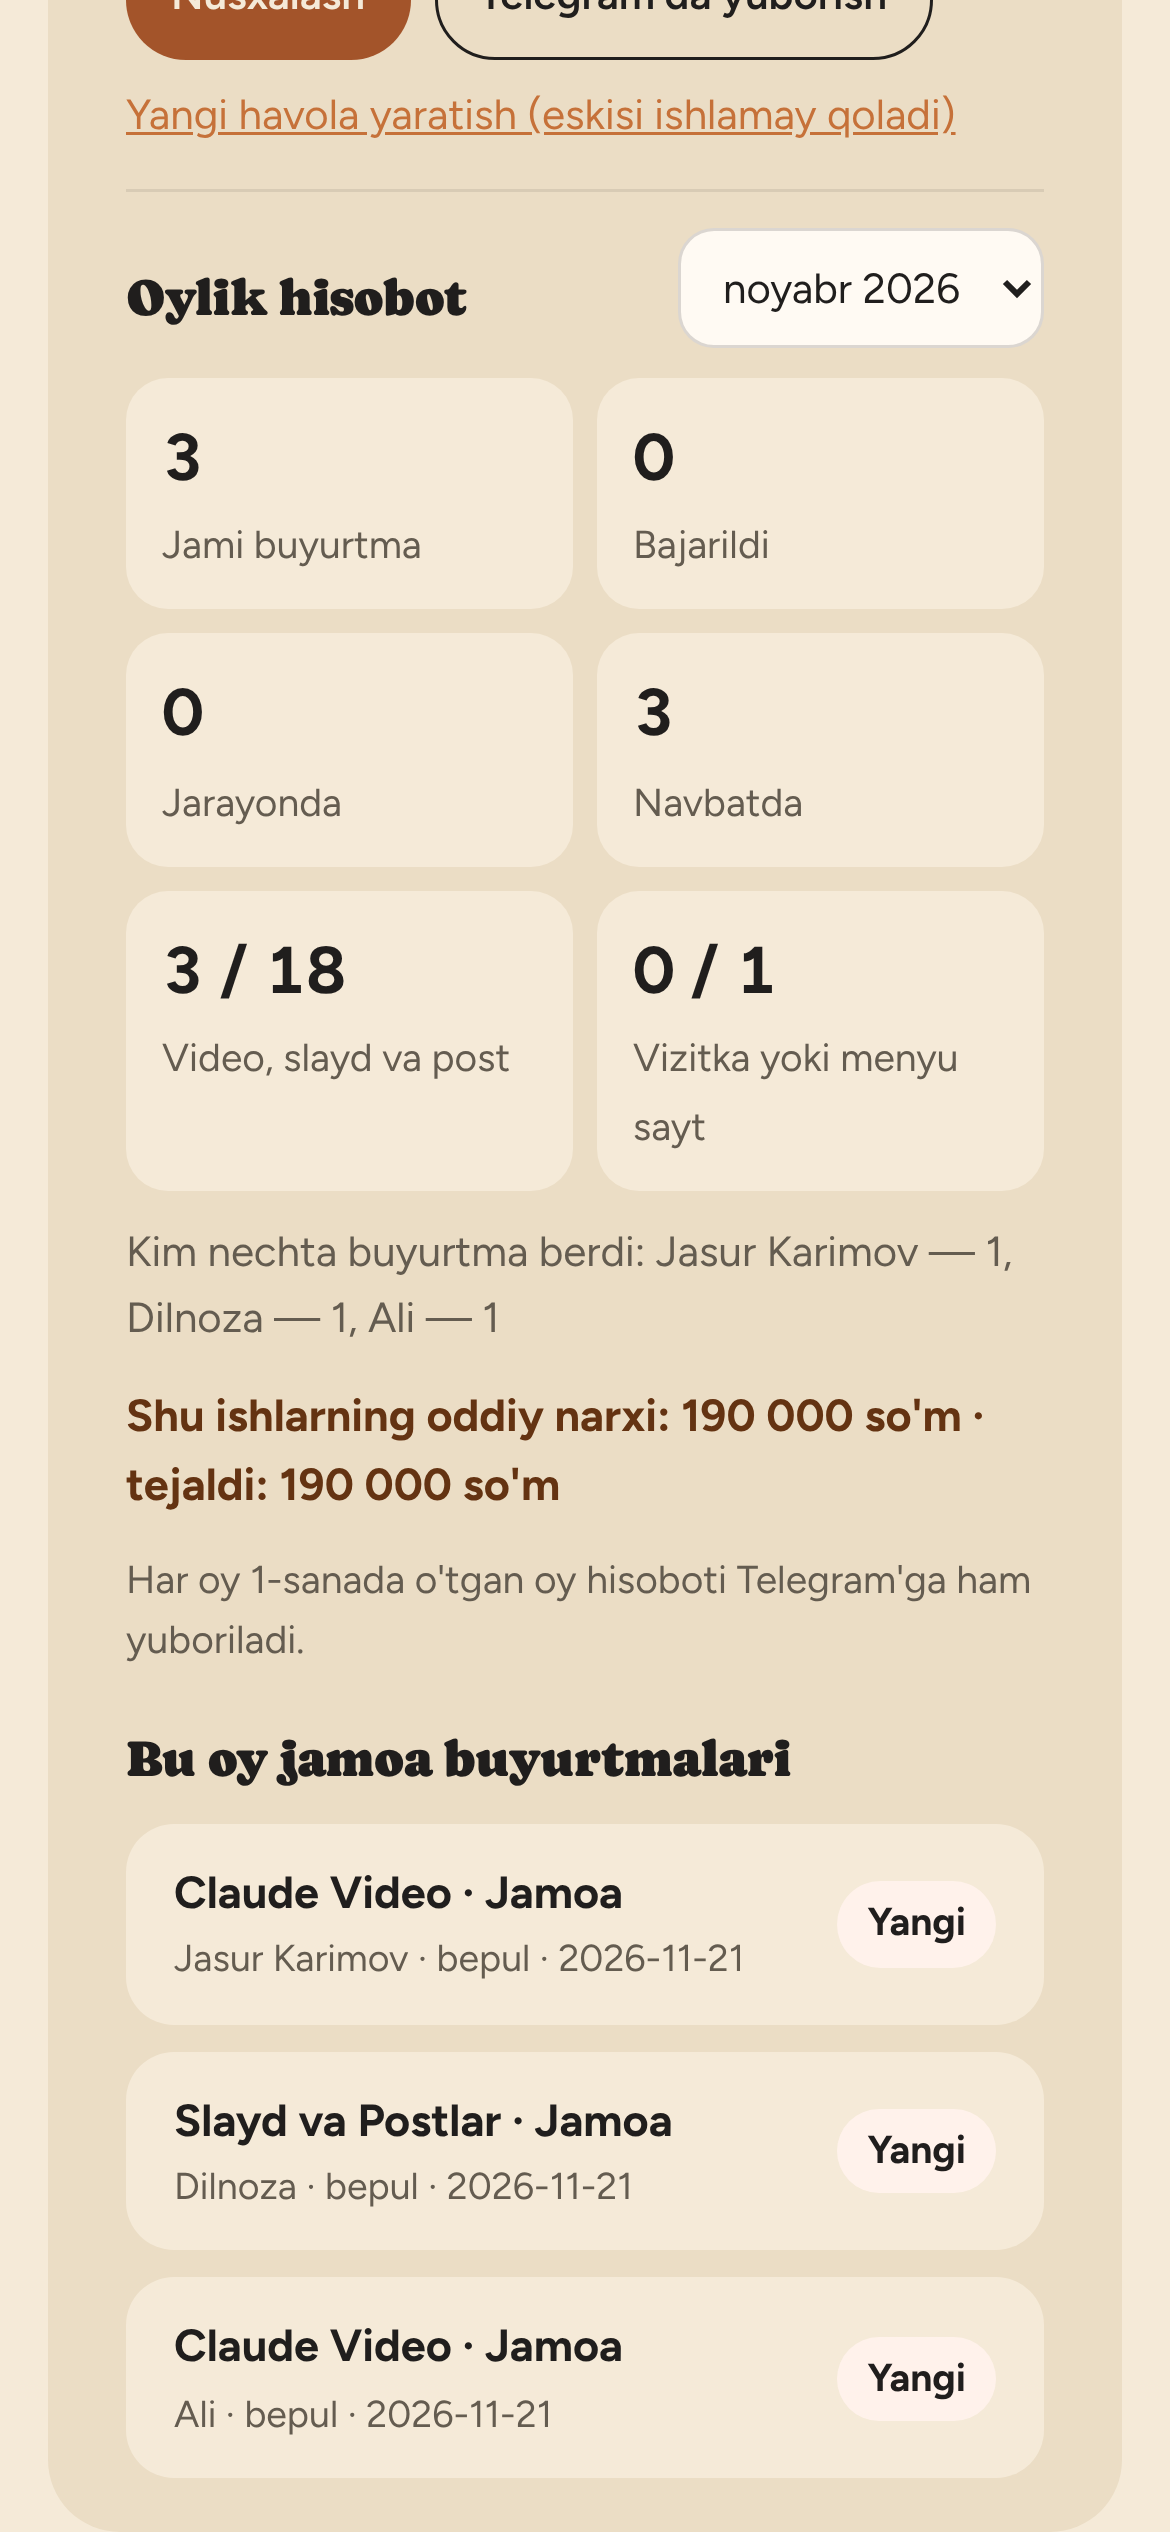 Nusxalash
Telegram'da yuborish
Yangi havola yaratish (eskisi ishlamay qoladi)
Oylik hisobot
noyabr 2026
3
Jami buyurtma
0
Bajarildi
0
Jarayonda
3
Navbatda
3 / 18
Video, slayd va post
0 / 1
Vizitka yoki menyu
sayt
Kim nechta buyurtma berdi: Jasur Karimov — 1,
Dilnoza — 1, Ali — 1
Shu ishlarning oddiy narxi: 190 000 so'm ·
tejaldi: 190 000 so'm
Har oy 1-sanada o'tgan oy hisoboti Telegram'ga ham
yuboriladi.
Bu oy jamoa buyurtmalari
Claude Video · Jamoa
Jasur Karimov · bepul · 2026-11-21
Yangi
Slayd va Postlar · Jamoa
Dilnoza · bepul · 2026-11-21
Yangi
Claude Video · Jamoa
Ali · bepul · 2026-11-21
Yangi